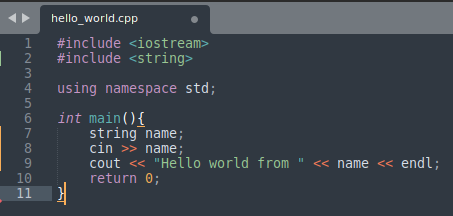 hello_world.cpp
1 #include <iostream>
2 #include <string>
3
4 using namespace std;
5
6 int main(){
7     string name;
8     cin >> name;
9     cout << "Hello world from " << name << endl;
10     return 0;
11 }